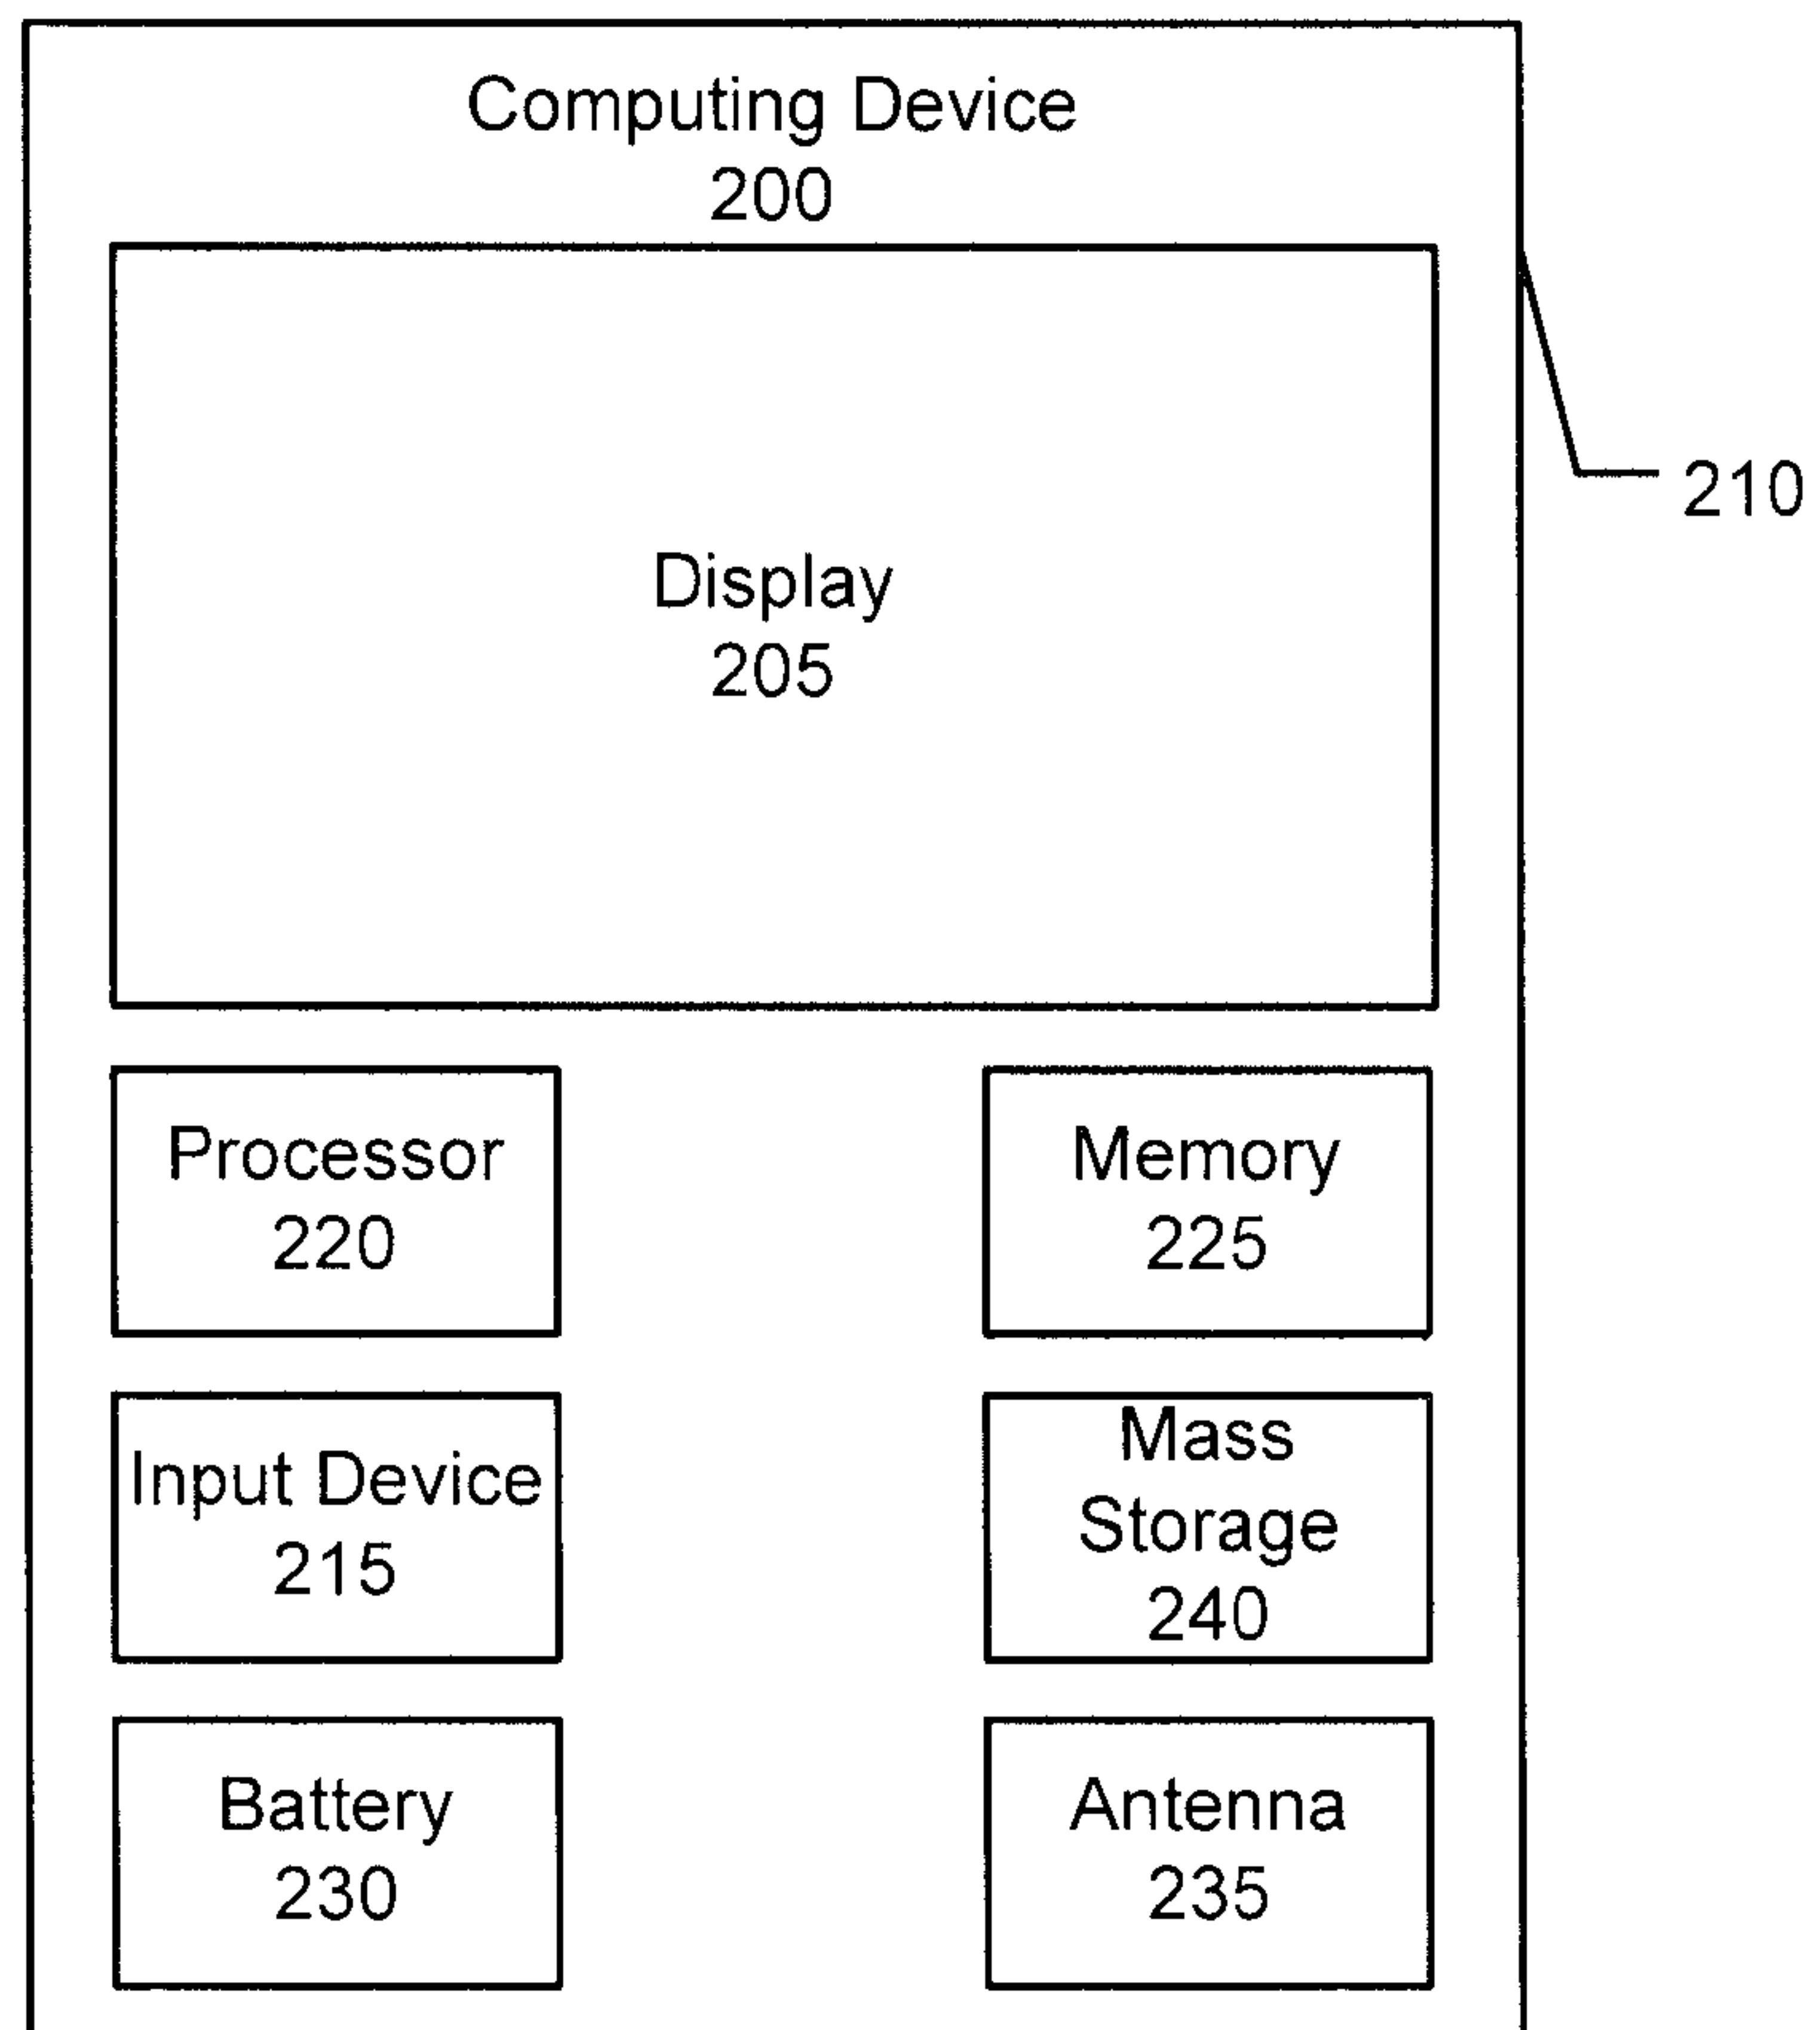 Computing Device
200
210
Display
205
Processor
220
Memory
225
Input Device
215
Mass
Storage
240
Battery
230
Antenna
235